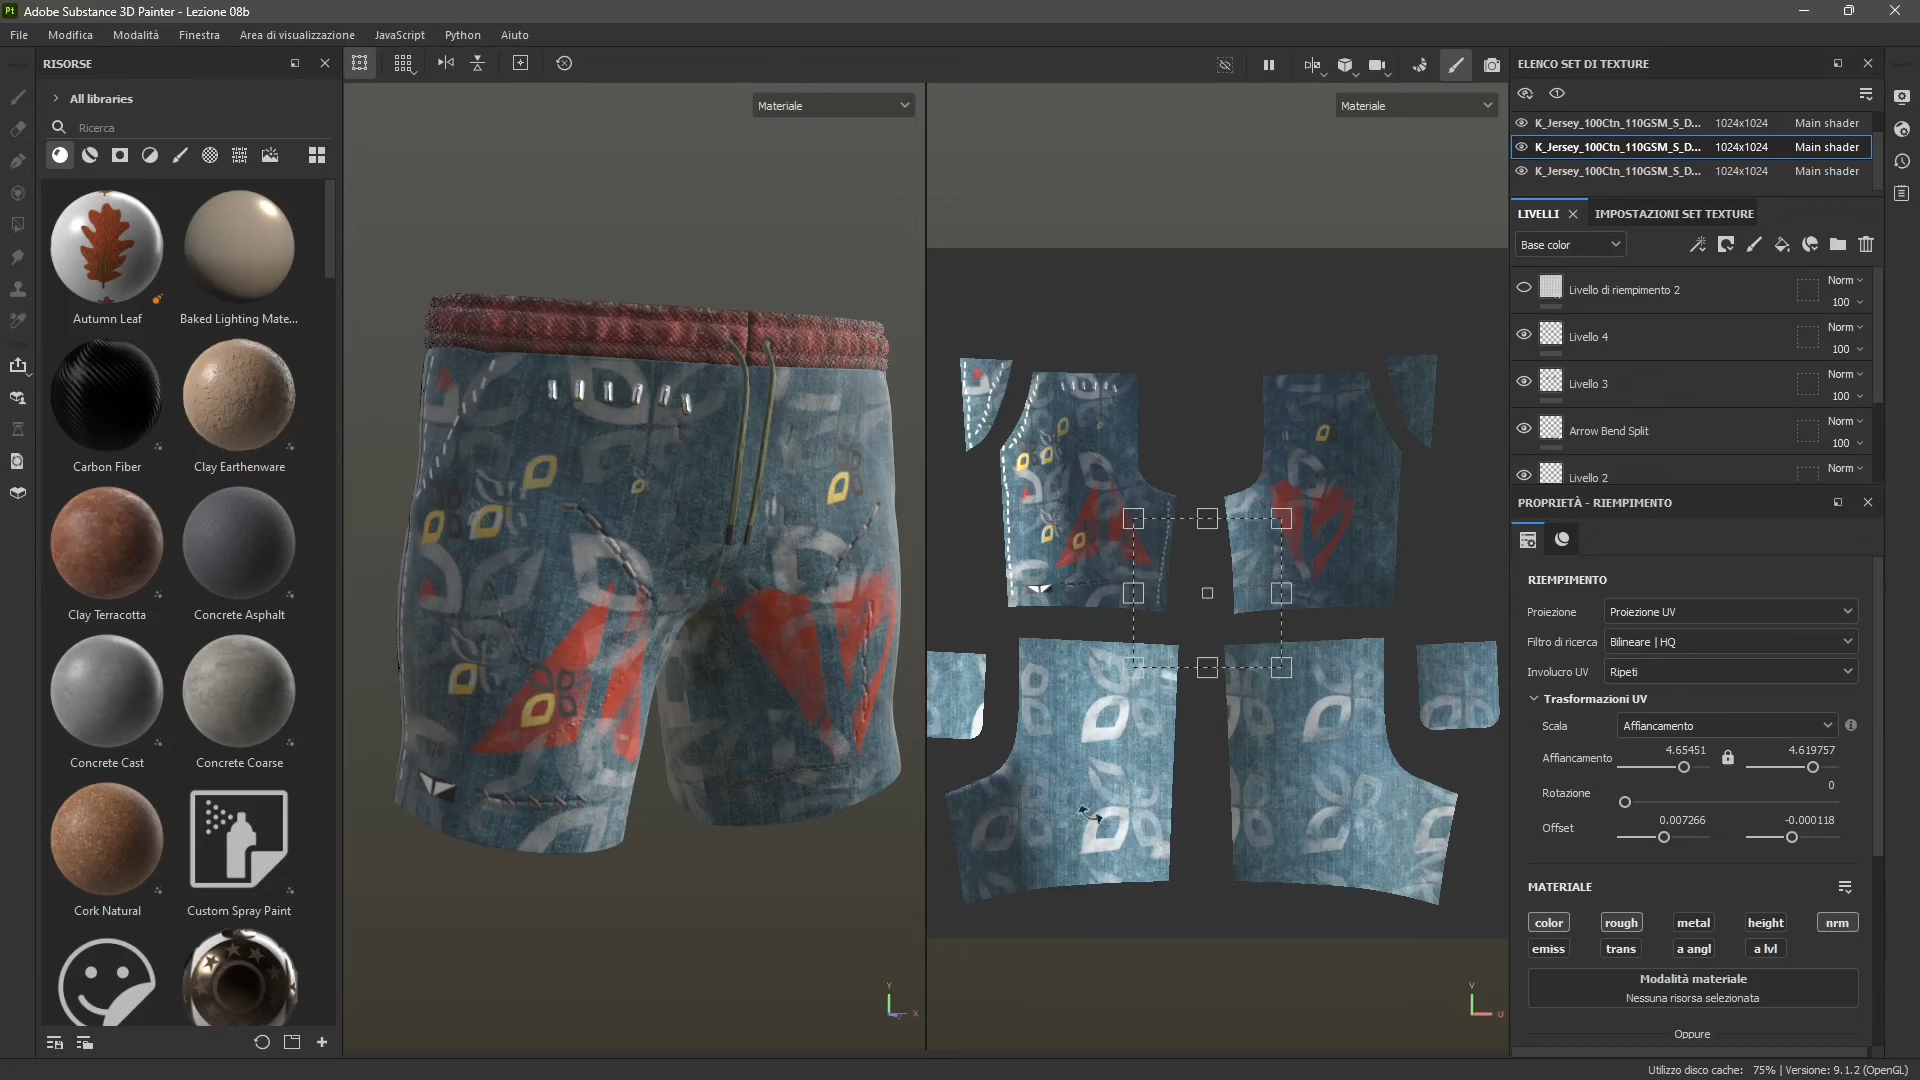 Pt Adobe Substance 3D Painter - Lezione 08b
File Modifica Modalità Finestra Area di visualizzazione JavaScript Python Aiuto
RISORSE
All libraries
Ricerca
Autumn Leaf
Baked Lighting Mate...
Carbon Fiber
Clay Earthenware
Clay Terracotta
Concrete Asphalt
Concrete Cast
Concrete Coarse
Cork Natural
Custom Spray Paint
Materiale
Materiale
Y
X
V
U
ELENCO SET DI TEXTURE
K_Jersey_100Ctn_110GSM_S_D... 1024x1024 Main shader
K_Jersey_100Ctn_110GSM_S_D... 1024x1024 Main shader
K_Jersey_100Ctn_110GSM_S_D... 1024x1024 Main shader
LIVELLI IMPOSTAZIONI SET TEXTURE
Base color
Livello di riempimento 2 Norm
100
Livello 4 Norm
100
Livello 3 Norm
100
Arrow Bend Split Norm
100
Livello 2 Norm
PROPRIETÀ - RIEMPIMENTO
RIEMPIMENTO
Proiezione Proiezione UV
Filtro di ricerca Bilineare | HQ
Involucro UV Ripeti
Trasformazioni UV
Scala Affiancamento
Affiancamento 4.65451 4.619757
Rotazione 0
Offset 0.007266 -0.000118
MATERIALE
color rough metal height nrm
emiss trans a angl a lvl
Modalità materiale
Nessuna risorsa selezionata
Oppure
Utilizzo disco cache: 75% | Versione: 9.1.2 (OpenGL)